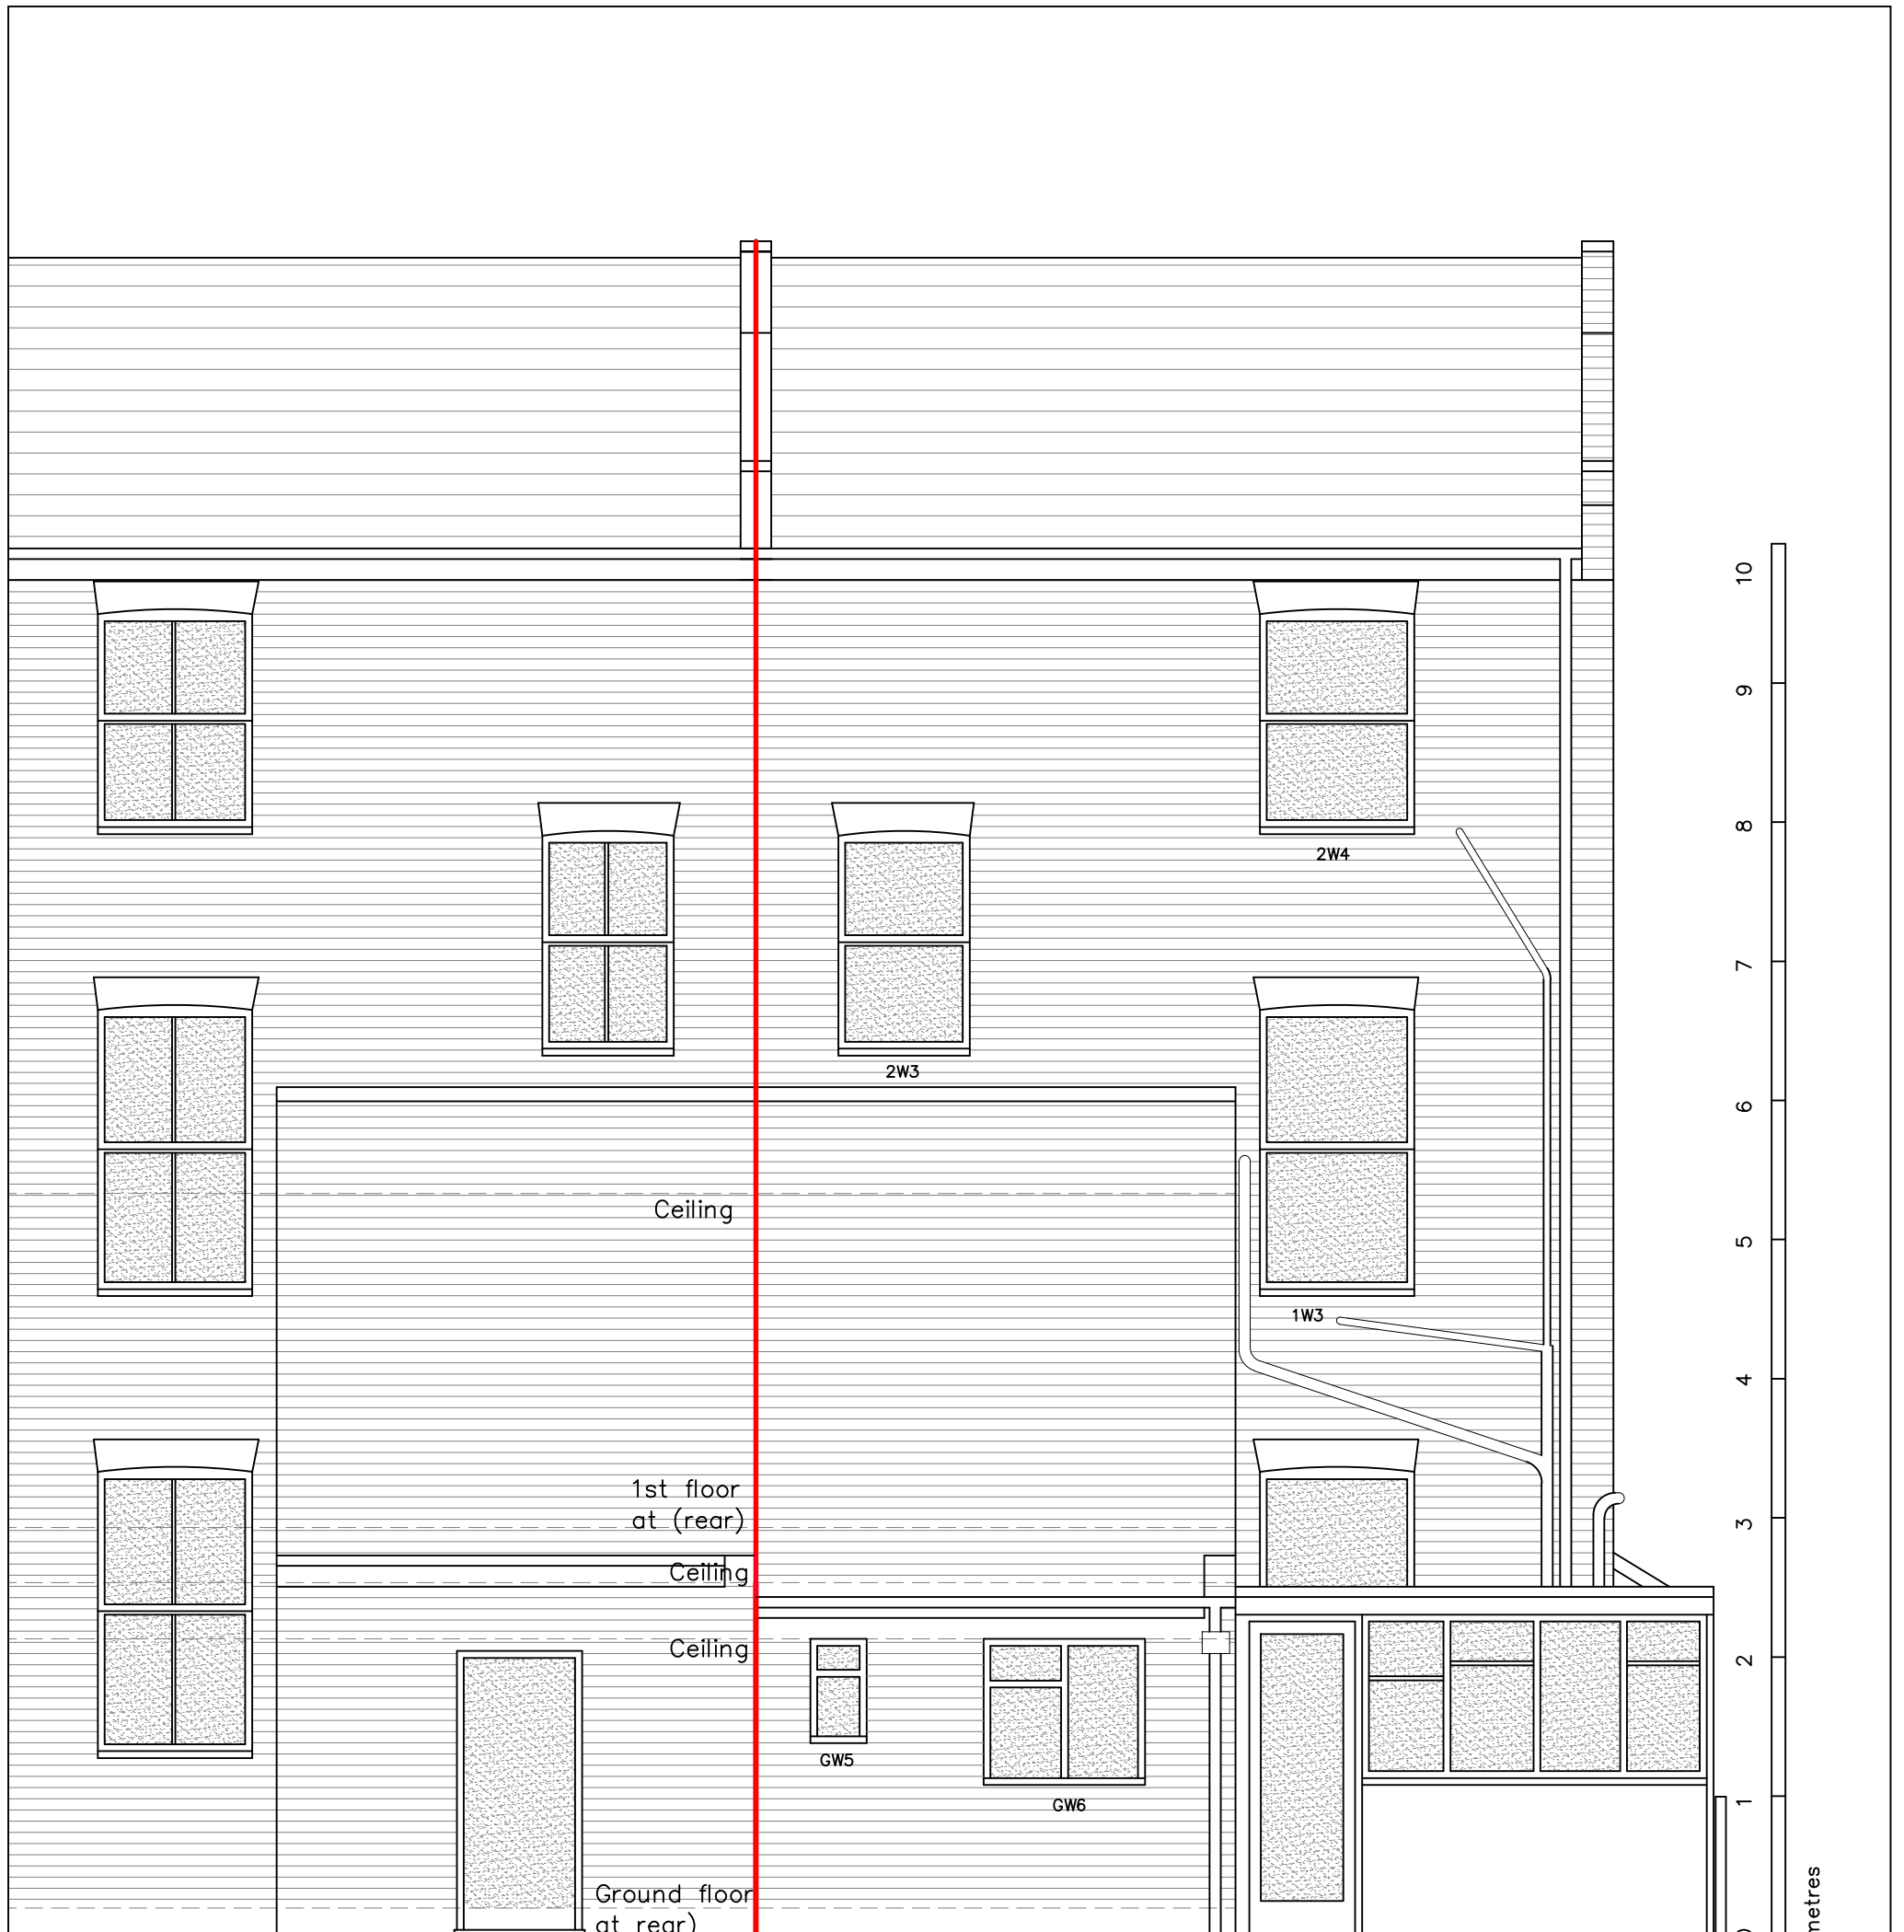 10
9
8
2W4
7
2W3
6
Ceiling
5
1W3
4
1st floor
at (rear)
3
Ceiling
Ceiling
2
GW5
GW6
1
Ground floor
at rear)
metres